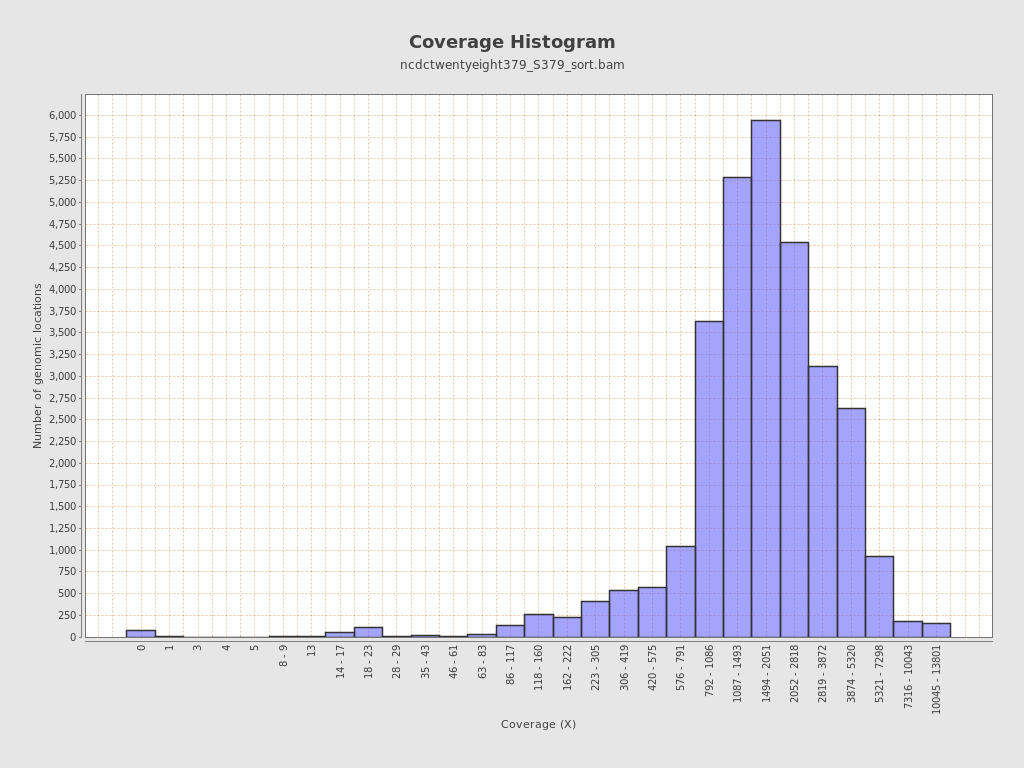 Coverage Histogram
ncdctwentyeight379_S379_sort.bam
Number of genomic locations
6,000
5,750
5,500
5,250
5,000
4,750
4,500
4,250
4,000
3,750
3,500
3,250
3,000
2,750
2,500
2,250
2,000
1,750
1,500
1,250
1,000
750
500
250
0
0
1
3
4
5
8 - 9
13
14 - 17
18 - 23
28 - 29
35 - 43
46 - 61
63 - 83
86 - 117
118 - 160
162 - 222
223 - 305
306 - 419
420 - 575
576 - 791
792 - 1086
1087 - 1493
1494 - 2051
2052 - 2818
2819 - 3872
3874 - 5320
5321 - 7298
7316 - 10043
10045 - 13801
Coverage (X)